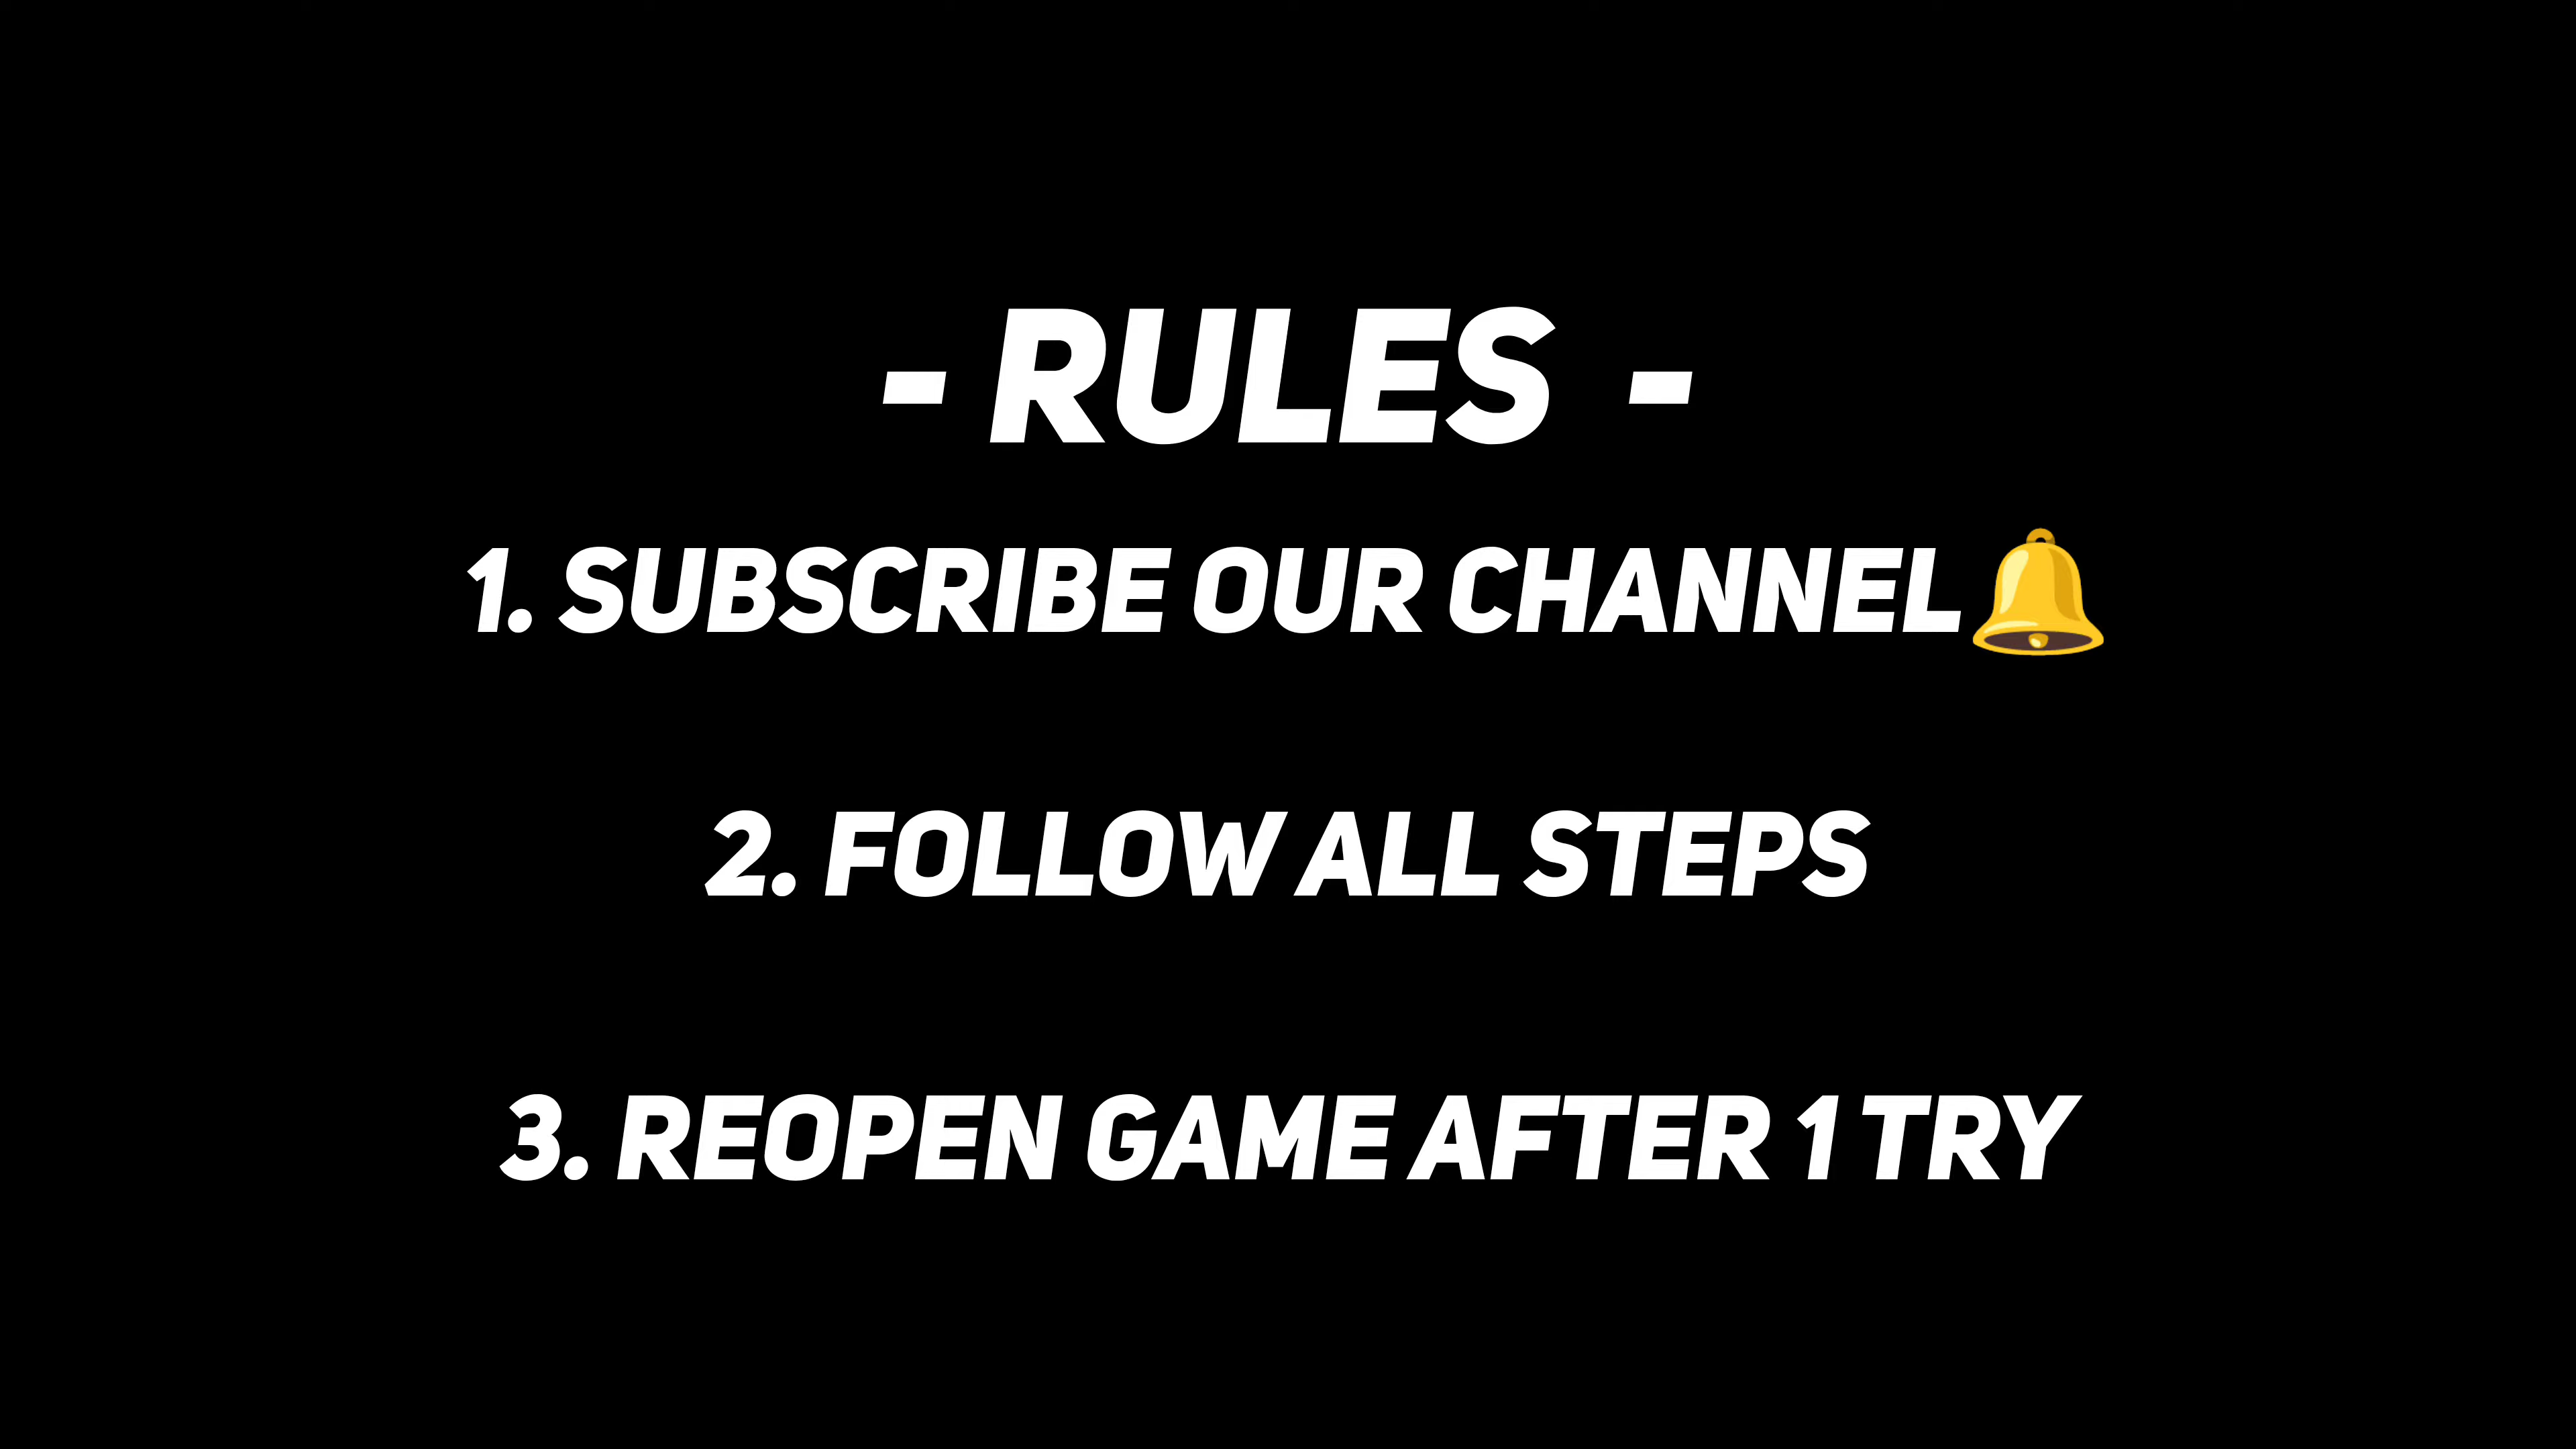 - RULES -
1. SUBSCRIBE OUR CHANNEL🔔
2. FOLLOW ALL STEPS
3. REOPEN GAME AFTER 1 TRY